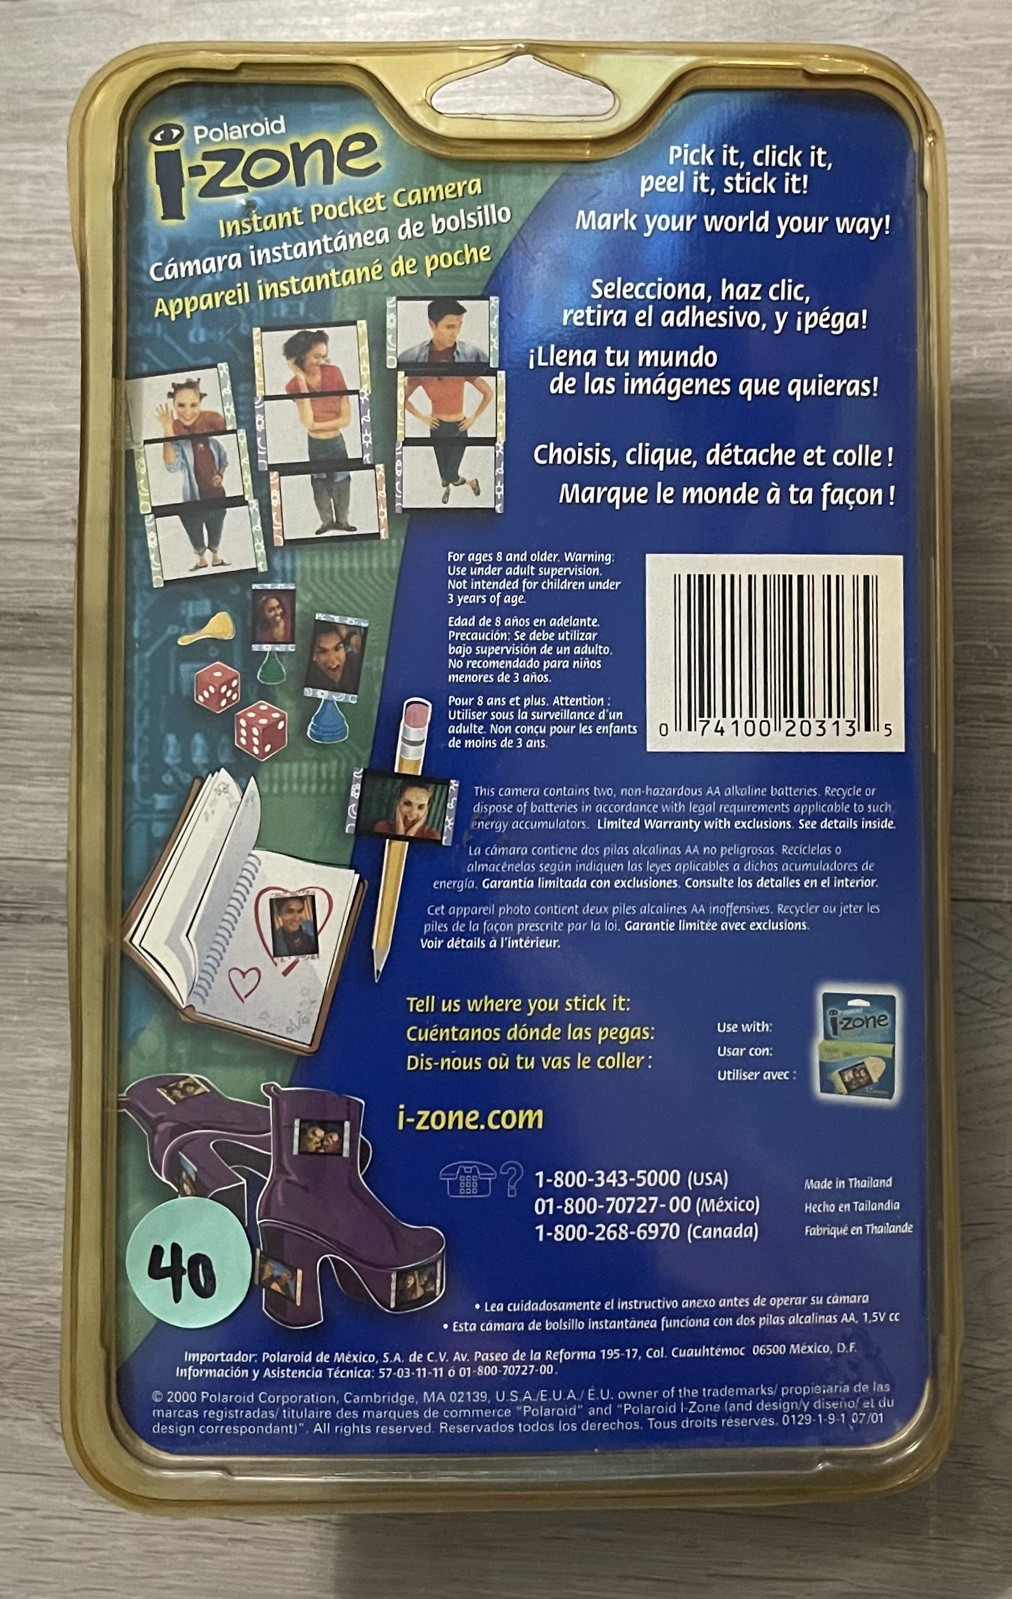 Polaroid
i-zone
Instant Pocket Camera
Cámara instantánea de bolsillo
Appareil instantané de poche
Pick it, click it,
peel it, stick it!
Mark your world your way!
Selecciona, haz clic,
retira el adhesivo, y ¡péga!
¡Llena tu mundo
de las imágenes que quieras!
Choisis, clique, détache et colle !
Marque le monde à ta façon !
For ages 8 and older. Warning:
Use under adult supervision.
Not intended for children under
3 years of age.
Edad de 8 años en adelante.
Precaución: Se debe utilizar
bajo supervisión de un adulto.
No recomendado para niños
menores de 3 años.
Pour 8 ans et plus. Attention :
Utiliser sous la surveillance d'un
adulte. Non conçu pour les enfants
de moins de 3 ans.
0 74100 20313 5
This camera contains two, non-hazardous AA alkaline batteries. Recycle or
dispose of batteries in accordance with legal requirements applicable to such
energy accumulators. Limited Warranty with exclusions. See details inside.
La cámara contiene dos pilas alcalinas AA no peligrosas. Recíclelas o
almacénelas según indiquen las leyes aplicables a dichos acumuladores de
energía. Garantía limitada con exclusiones. Consulte los detalles en el interior.
Cet appareil photo contient deux piles alcalines AA inoffensives. Recycler ou jeter les
piles de la façon prescrite par la loi. Garantie limitée avec exclusions.
Voir détails à l'intérieur.
Tell us where you stick it:
Cuéntanos dónde las pegas:
Dis-nous où tu vas le coller :
i-zone.com
Use with:
Usar con:
Utiliser avec :
i-zone
1-800-343-5000 (USA)
01-800-70727-00 (México)
1-800-268-6970 (Canada)
Made in Thailand
Hecho en Tailandia
Fabriqué en Thaïlande
40
• Lea cuidadosamente el instructivo anexo antes de operar su cámara
• Esta cámara de bolsillo instantánea funciona con dos pilas alcalinas AA, 1,5V cc
Importador: Polaroid de México, S.A. de C.V. Av. Paseo de la Reforma 195-17, Col. Cuauhtémoc 06500 México, D.F.
Información y Asistencia Técnica: 57-03-11-11 ó 01-800-70727-00.
© 2000 Polaroid Corporation, Cambridge, MA 02139, U.S.A./E.U.A./ É.U. owner of the trademarks/ propietaria de las
marcas registradas/ titulaire des marques de commerce "Polaroid" and "Polaroid I-Zone (and design/y diseño/ et du
design correspondant)". All rights reserved. Reservados todos los derechos. Tous droits réservés. 0129-1-9-1 07/01